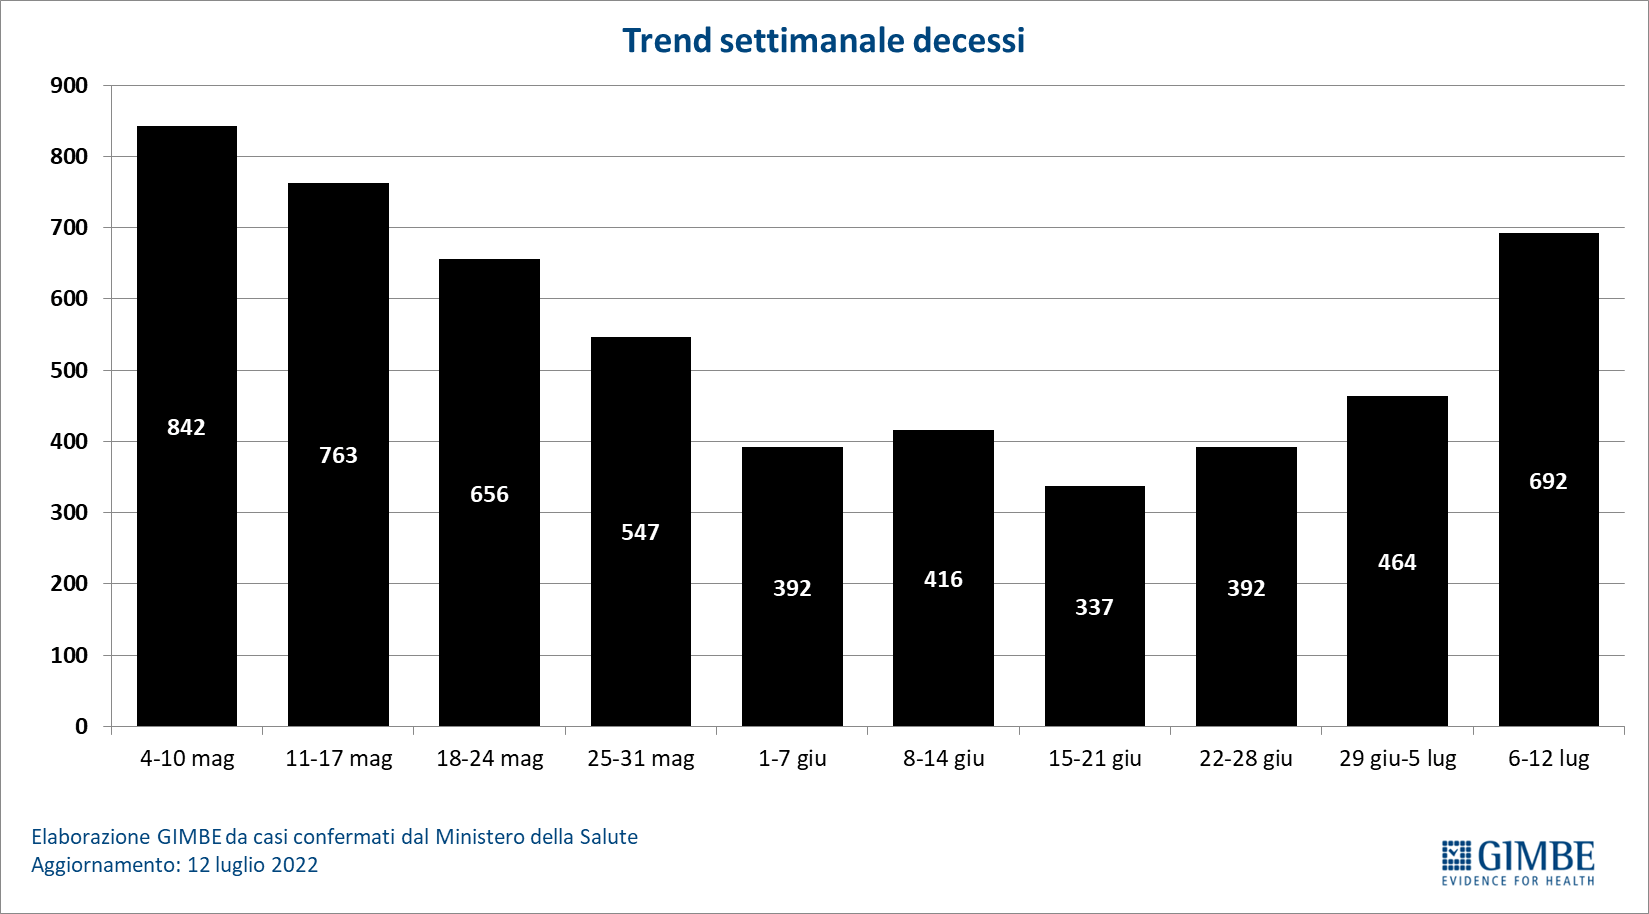 Trend settimanale decessi
900
800
700
600
500
400
300
200
100
0
842
763
656
547
392
416
337
392
464
692
4-10 mag
11-17 mag
18-24 mag
25-31 mag
1-7 giu
8-14 giu
15-21 giu
22-28 giu
29 giu-5 lug
6-12 lug
Elaborazione GIMBE da casi confermati dal Ministero della Salute
Aggiornamento: 12 luglio 2022
GIMBE
EVIDENCE FOR HEALTH